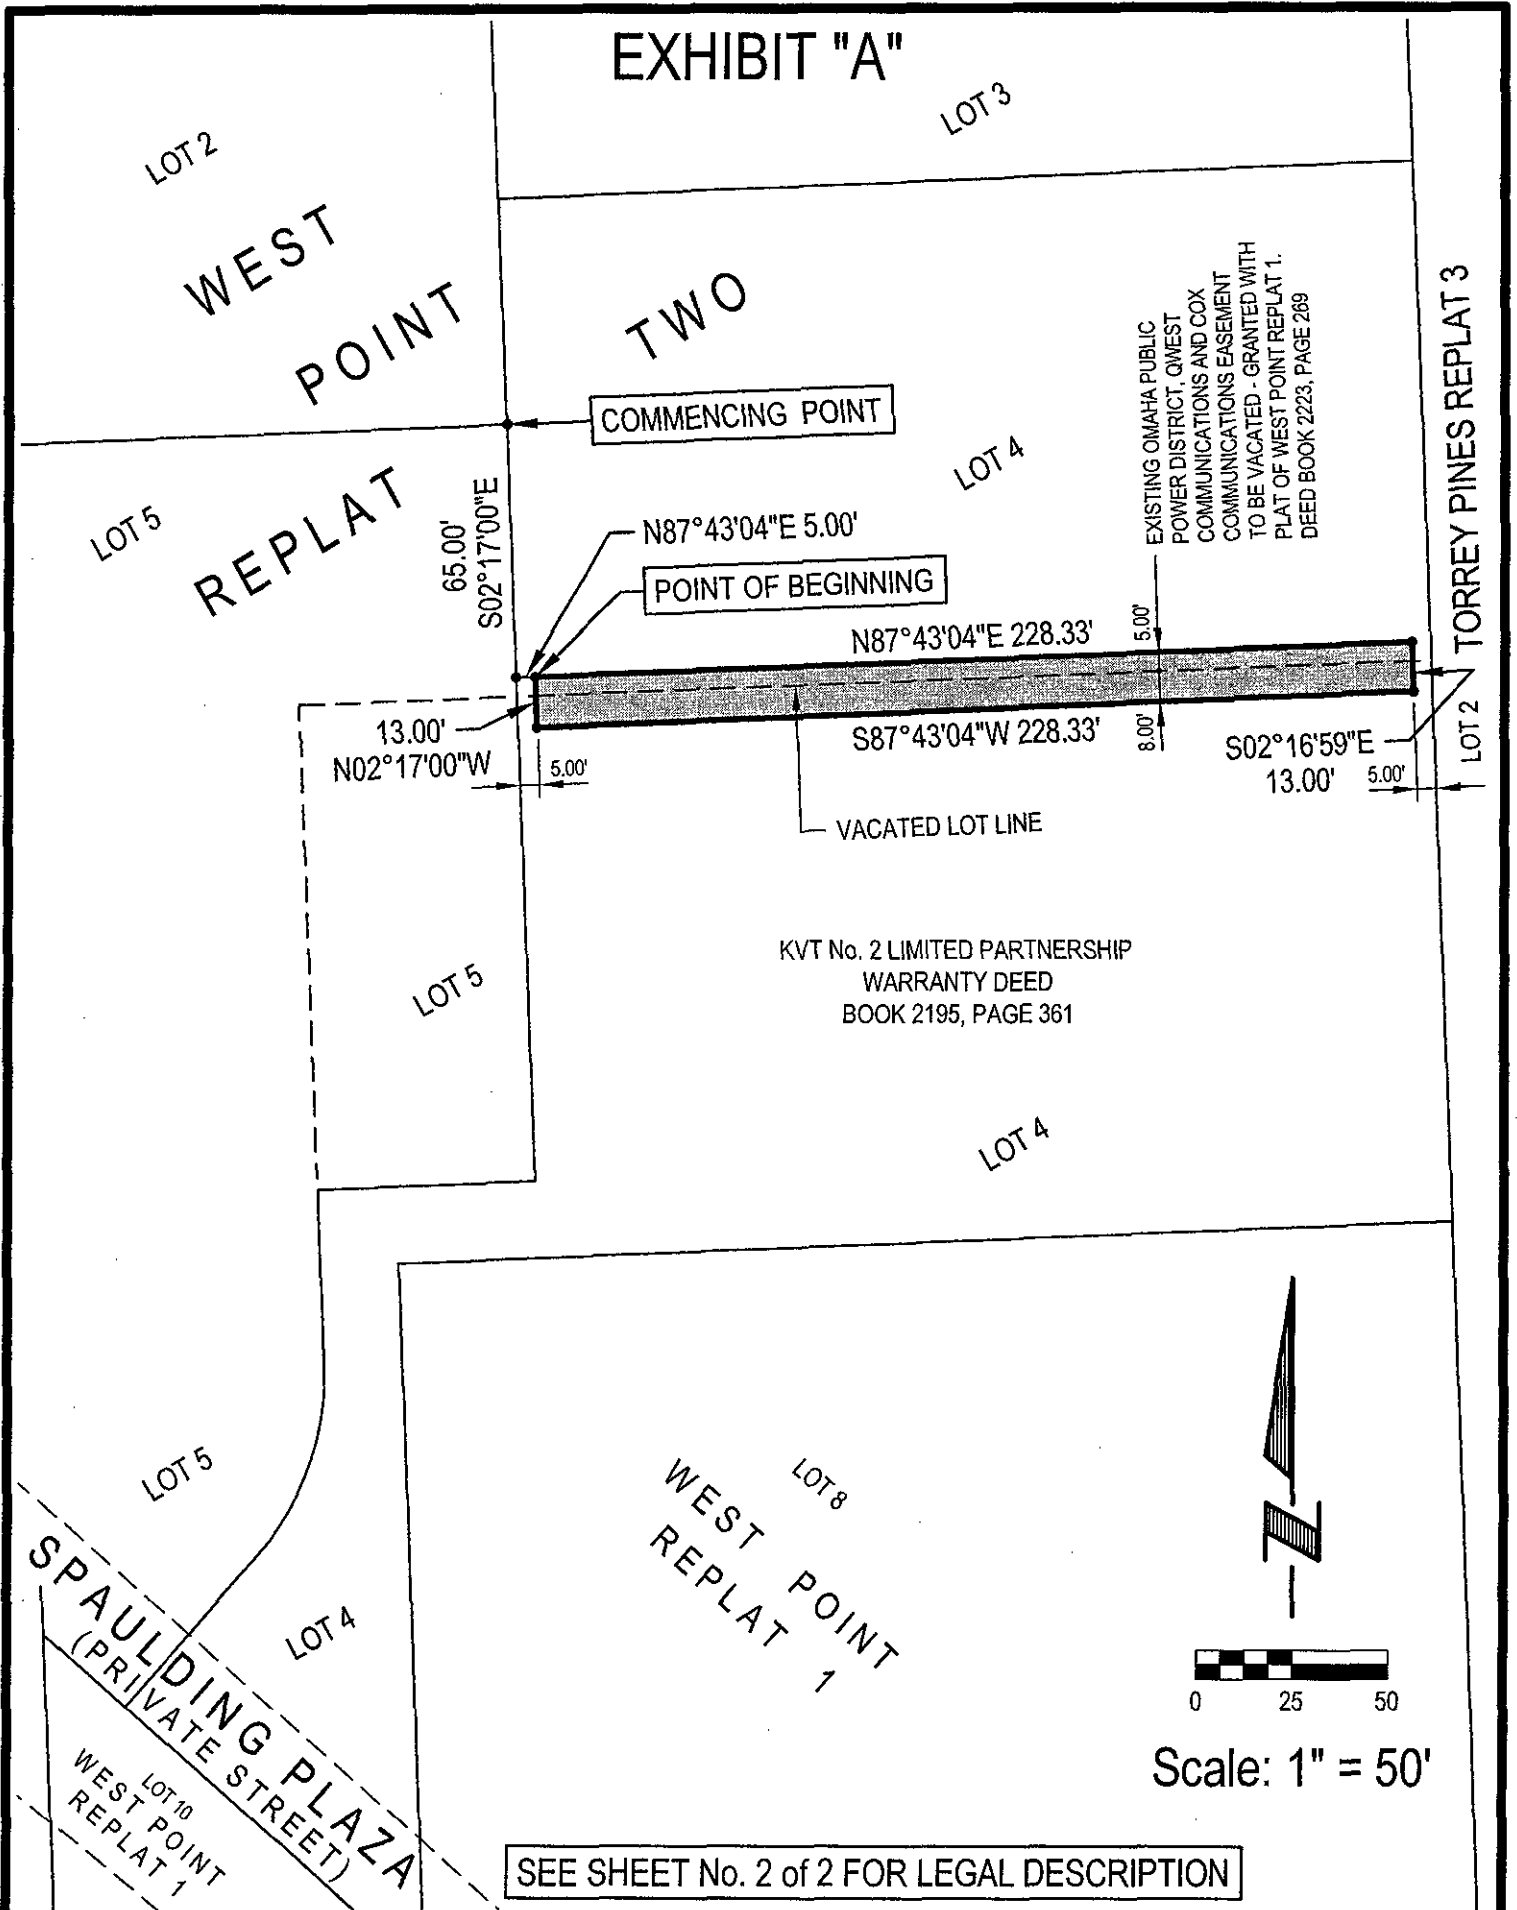 EXHIBIT "A"
LOT 3
LOT 2
WEST
POINT
TWO
REPLAT
COMMENCING POINT
LOT 5
LOT 4
65.00'
S02°17'00"E
N87°43'04"E 5.00'
POINT OF BEGINNING
EXISTING OMAHA PUBLIC
POWER DISTRICT, QWEST
COMMUNICATIONS AND COX
COMMUNICATIONS EASEMENT
TO BE VACATED - GRANTED WITH
PLAT OF WEST POINT REPLAT 1.
DEED BOOK 2223, PAGE 269
TORREY PINES REPLAT 3
LOT 2
N87°43'04"E 228.33'
5.00'
13.00'
N02°17'00"W
5.00'
S87°43'04"W 228.33'
8.00'
S02°16'59"E
13.00'
5.00'
VACATED LOT LINE
KVT No. 2 LIMITED PARTNERSHIP
WARRANTY DEED
BOOK 2195, PAGE 361
LOT 5
LOT 4
LOT 5
LOT 4
LOT 8
WEST POINT
REPLAT 1
SPAULDING PLAZA
(PRIVATE STREET)
LOT 10
WEST POINT
REPLAT 1
0 25 50
Scale: 1" = 50'
SEE SHEET No. 2 of 2 FOR LEGAL DESCRIPTION